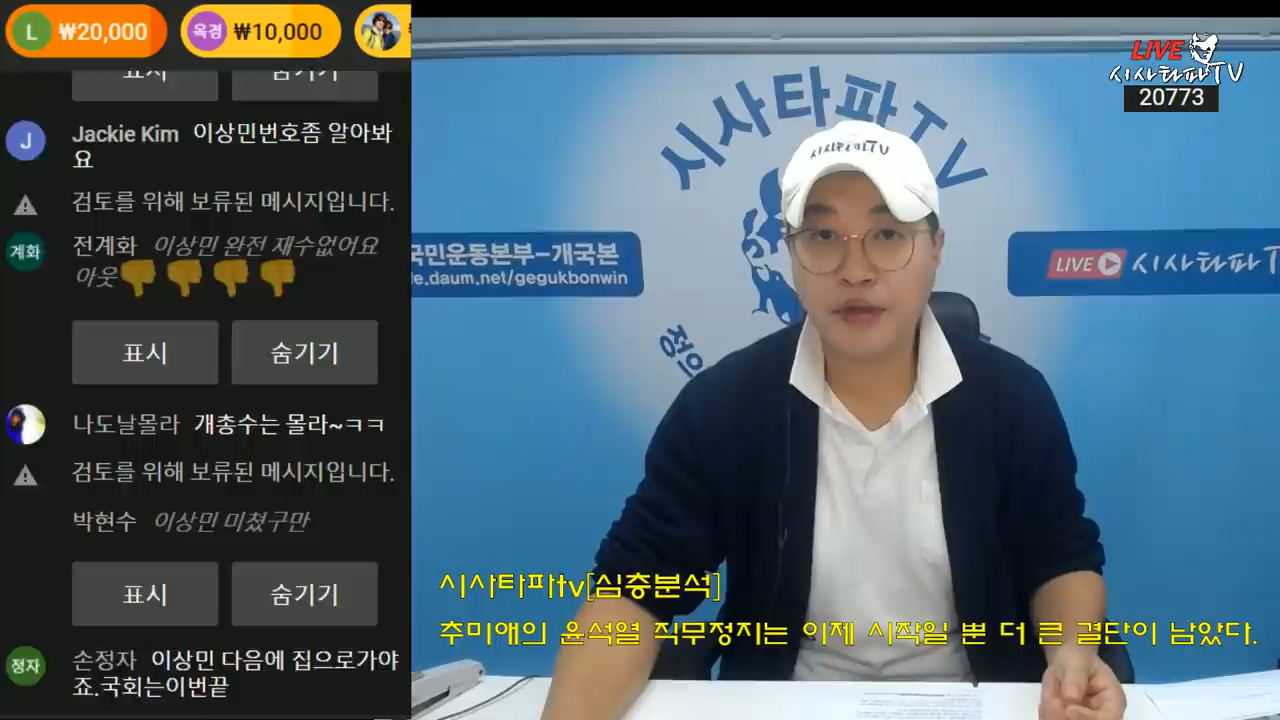 L ₩20,000
옥경 ₩10,000
표시 숨기기
J Jackie Kim 이상민번호좀 알아봐
요
검토를 위해 보류된 메시지입니다.
계화 전계화 이상민 완전 재수없어요
아웃👎👎👎👎
표시 숨기기
나도날몰라 개총수는 몰라~ㅋㅋ
검토를 위해 보류된 메시지입니다.
박현수 이상민 미쳤구만
표시 숨기기
정자 손정자 이상민 다음에 집으로가야
죠.국회는이번끝
LIVE
시사타파TV
20773
시사타파TV
시사타파TV
국민운동본부-개국본
e.daum.net/gegukbonwin
LIVE 시사타파T
정의
시사타파tv[심층분석]
추미애의 윤석열 직무정지는 이제 시작일 뿐 더 큰 결단이 남았다.